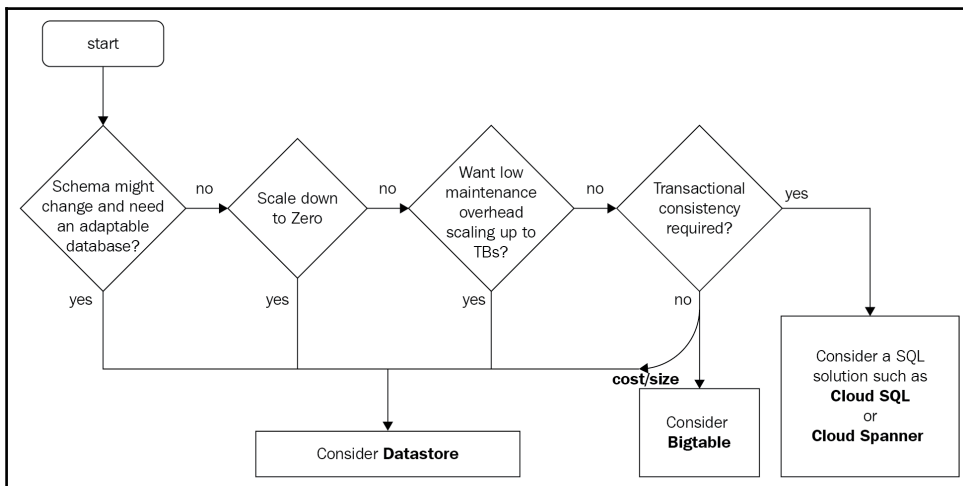 start
Schema might
change and need
an adaptable
database?
no
Scale down
to Zero
no
Want low
maintenance
overhead
scaling up to
TBs?
no
Transactional
consistency
required?
yes
yes
yes
yes
no
cost/size
Consider Datastore
Consider
Bigtable
Consider a SQL
solution such as
Cloud SQL
or
Cloud Spanner